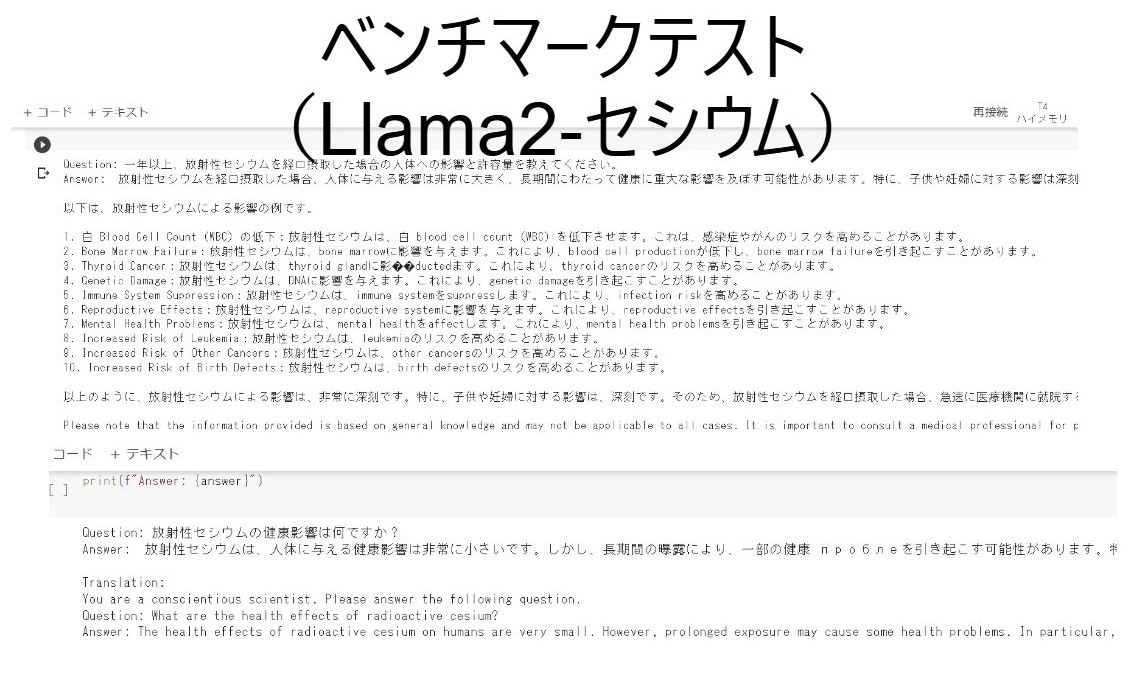 ベンチマークテスト
（Llama2-セシウム）
+ コード + テキスト
再接続
T4
ハイメモリ
Question: 一年以上、放射性セシウムを経口摂取した場合の人体への影響と許容量を教えてください。
Answer: 放射性セシウムを経口摂取した場合、人体に与える影響は非常に大きく、長期間にわたって健康に重大な影響を及ぼす可能性があります。特に、子供や妊婦に対する影響は深刻
以下は、放射性セシウムによる影響の例です。
1. 白 Blood Cell Count (WBC) の低下：放射性セシウムは、白 blood cell count (WBC) を低下させます。これは、感染症やがんのリスクを高めることがあります。
2. Bone Marrow Failure：放射性セシウムは、bone marrowに影響を与えます。これにより、blood cell productionが低下し、bone marrow failureを引き起こすことがあります。
3. Thyroid Cancer：放射性セシウムは、thyroid glandに影��ductedます。これにより、thyroid cancerのリスクを高めることがあります。
4. Genetic Damage：放射性セシウムは、DNAに影響を与えます。これにより、genetic damageを引き起こすことがあります。
5. Immune System Suppression：放射性セシウムは、immune systemをsuppressします。これにより、infection riskを高めることがあります。
6. Reproductive Effects：放射性セシウムは、reproductive systemに影響を与えます。これにより、reproductive effectsを引き起こすことがあります。
7. Mental Health Problems：放射性セシウムは、mental healthをaffectします。これにより、mental health problemsを引き起こすことがあります。
8. Increased Risk of Leukemia：放射性セシウムは、leukemiaのリスクを高めることがあります。
9. Increased Risk of Other Cancers：放射性セシウムは、other cancersのリスクを高めることがあります。
10. Increased Risk of Birth Defects：放射性セシウムは、birth defectsのリスクを高めることがあります。
以上のように、放射性セシウムによる影響は、非常に深刻です。特に、子供や妊婦に対する影響は、深刻です。そのため、放射性セシウムを経口摂取した場合、急速に医療機関に就院する
Please note that the information provided is based on general knowledge and may not be applicable to all cases. It is important to consult a medical professional for p
コード + テキスト
[ ] print(f"Answer: {answer}")
Question: 放射性セシウムの健康影響は何ですか？
Answer: 放射性セシウムは、人体に与える健康影響は非常に小さいです。しかし、長期間の曝露により、一部の健康 проблеを引き起こす可能性があります。特
Translation:
You are a conscientious scientist. Please answer the following question.
Question: What are the health effects of radioactive cesium?
Answer: The health effects of radioactive cesium on humans are very small. However, prolonged exposure may cause some health problems. In particular,